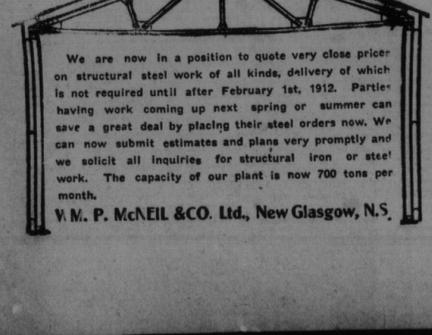 We are now in a position to quote very close prices
on structural steel work of all kinds, delivery of which
is not required until after February 1st, 1912. Parties
having work coming up next spring or summer can
save a great deal by placing their steel orders now. We
can now submit estimates and plans very promptly and
we solicit all inquiries for structural iron or steel
work. The capacity of our plant is now 700 tons per
month.
WM. P. McNEIL &CO. Ltd., New Glasgow, N.S.